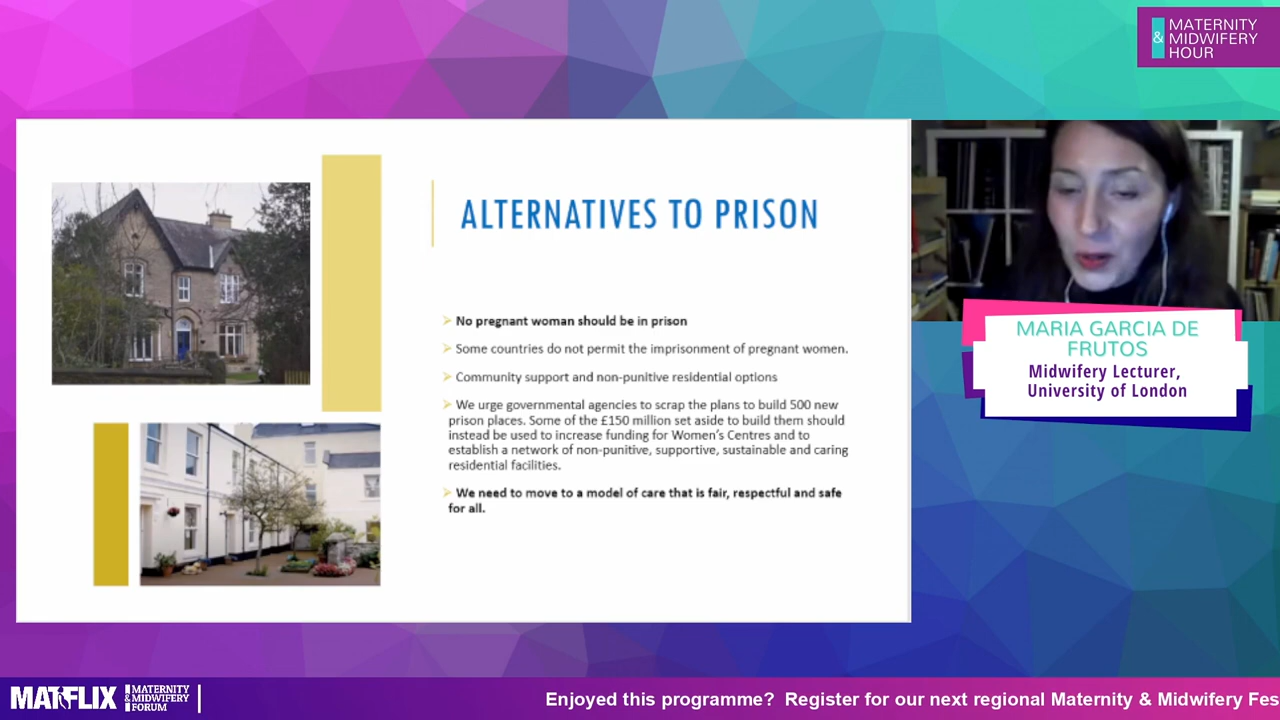 MATERNITY
& MIDWIFERY
HOUR
ALTERNATIVES TO PRISON
➢ No pregnant woman should be in prison
➢ Some countries do not permit the imprisonment of pregnant women.
➢ Community support and non-punitive residential options
➢ We urge governmental agencies to scrap the plans to build 500 new
prison places. Some of the £150 million set aside to build them should
instead be used to increase funding for Women's Centres and to
establish a network of non-punitive, supportive, sustainable and caring
residential facilities.
➢ We need to move to a model of care that is fair, respectful and safe
for all.
MARIA GARCIA DE
FRUTOS
Midwifery Lecturer,
University of London
MATFLIX
MATERNITY
& MIDWIFERY
FORUM
Enjoyed this programme? Register for our next regional Maternity & Midwifery Fes